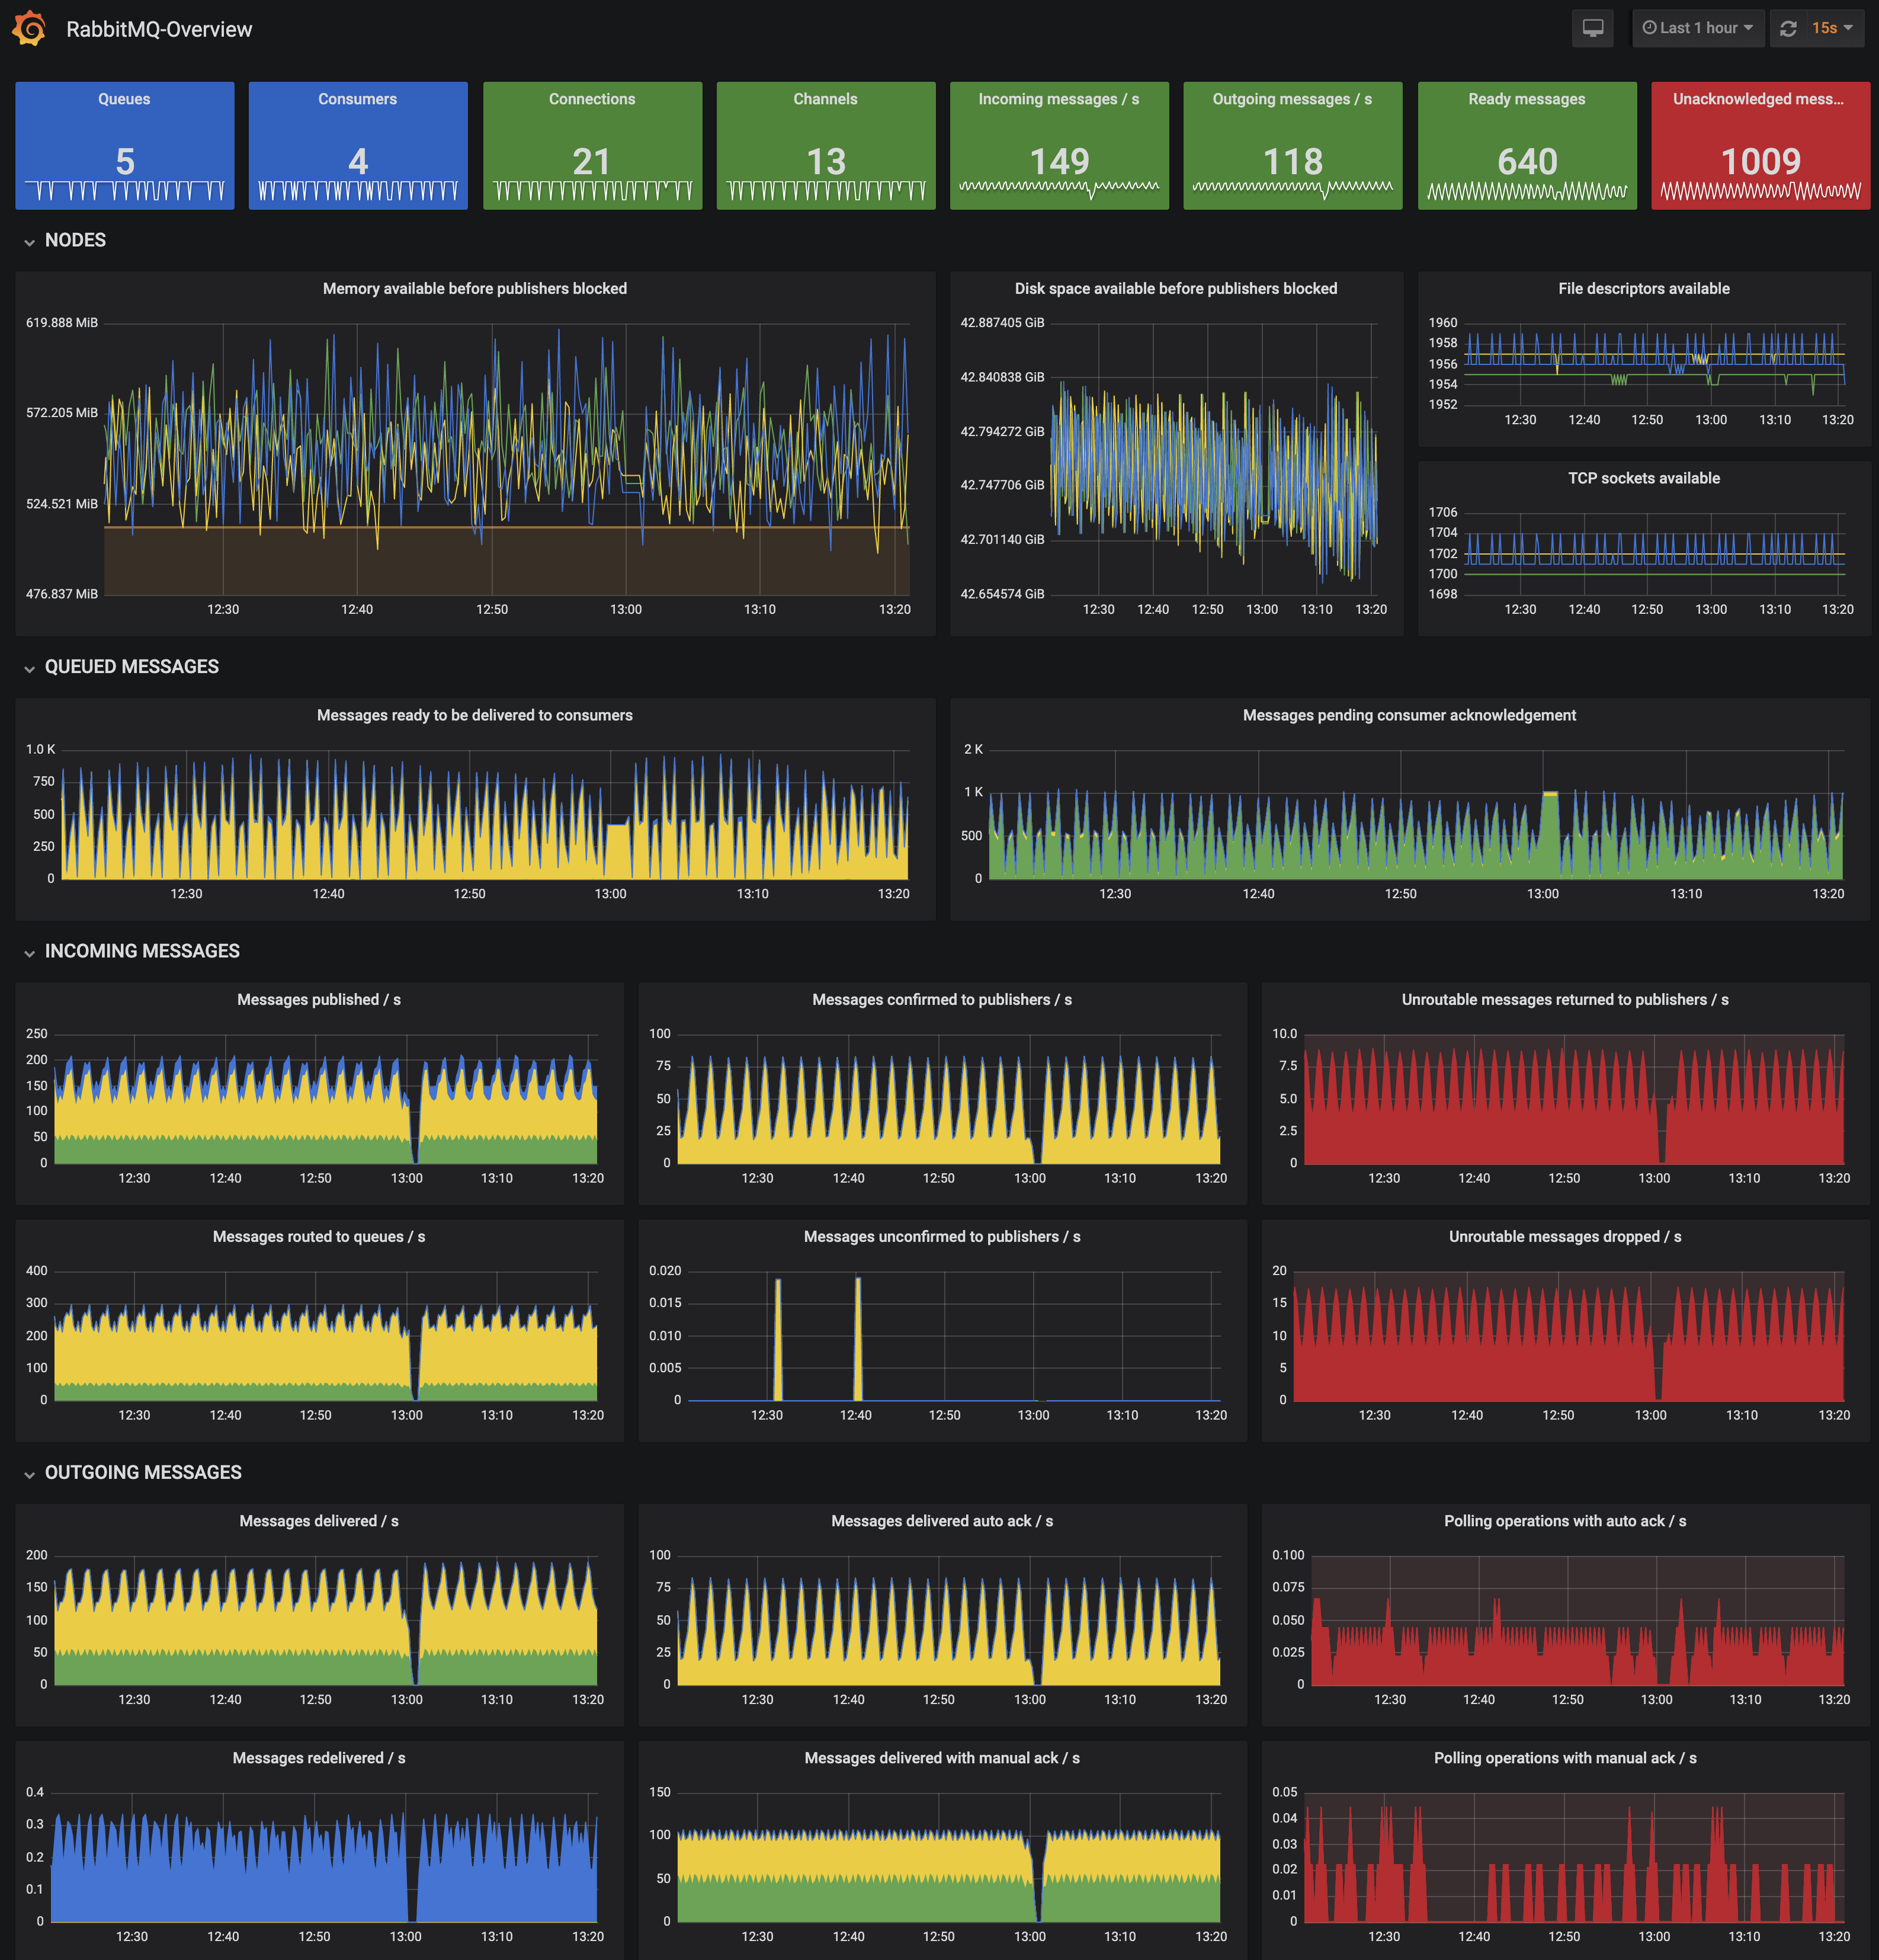 RabbitMQ-Overview
Last 1 hour
15s
Queues
5
Consumers
4
Connections
21
Channels
13
Incoming messages / s
149
Outgoing messages / s
118
Ready messages
640
Unacknowledged mess...
1009
NODES
Memory available before publishers blocked
619.888 MiB
572.205 MiB
524.521 MiB
476.837 MiB
12:30 12:40 12:50 13:00 13:10 13:20
Disk space available before publishers blocked
42.887405 GiB
42.840838 GiB
42.794272 GiB
42.747706 GiB
42.701140 GiB
42.654574 GiB
12:30 12:40 12:50 13:00 13:10 13:20
File descriptors available
1960
1958
1956
1954
1952
12:30 12:40 12:50 13:00 13:10 13:20
TCP sockets available
1706
1704
1702
1700
1698
12:30 12:40 12:50 13:00 13:10 13:20
QUEUED MESSAGES
Messages ready to be delivered to consumers
1.0 K
750
500
250
0
12:30 12:40 12:50 13:00 13:10 13:20
Messages pending consumer acknowledgement
2 K
1 K
500
0
12:30 12:40 12:50 13:00 13:10 13:20
INCOMING MESSAGES
Messages published / s
250
200
150
100
50
0
12:30 12:40 12:50 13:00 13:10 13:20
Messages confirmed to publishers / s
100
75
50
25
0
12:30 12:40 12:50 13:00 13:10 13:20
Unroutable messages returned to publishers / s
10.0
7.5
5.0
2.5
0
12:30 12:40 12:50 13:00 13:10 13:20
Messages routed to queues / s
400
300
200
100
0
12:30 12:40 12:50 13:00 13:10 13:20
Messages unconfirmed to publishers / s
0.020
0.015
0.010
0.005
0
12:30 12:40 12:50 13:00 13:10 13:20
Unroutable messages dropped / s
20
15
10
5
0
12:30 12:40 12:50 13:00 13:10 13:20
OUTGOING MESSAGES
Messages delivered / s
200
150
100
50
0
12:30 12:40 12:50 13:00 13:10 13:20
Messages delivered auto ack / s
100
75
50
25
0
12:30 12:40 12:50 13:00 13:10 13:20
Polling operations with auto ack / s
0.100
0.075
0.050
0.025
0
12:30 12:40 12:50 13:00 13:10 13:20
Messages redelivered / s
0.4
0.3
0.2
0.1
0
12:30 12:40 12:50 13:00 13:10 13:20
Messages delivered with manual ack / s
150
100
50
0
12:30 12:40 12:50 13:00 13:10 13:20
Polling operations with manual ack / s
0.05
0.04
0.03
0.02
0.01
0
12:30 12:40 12:50 13:00 13:10 13:20